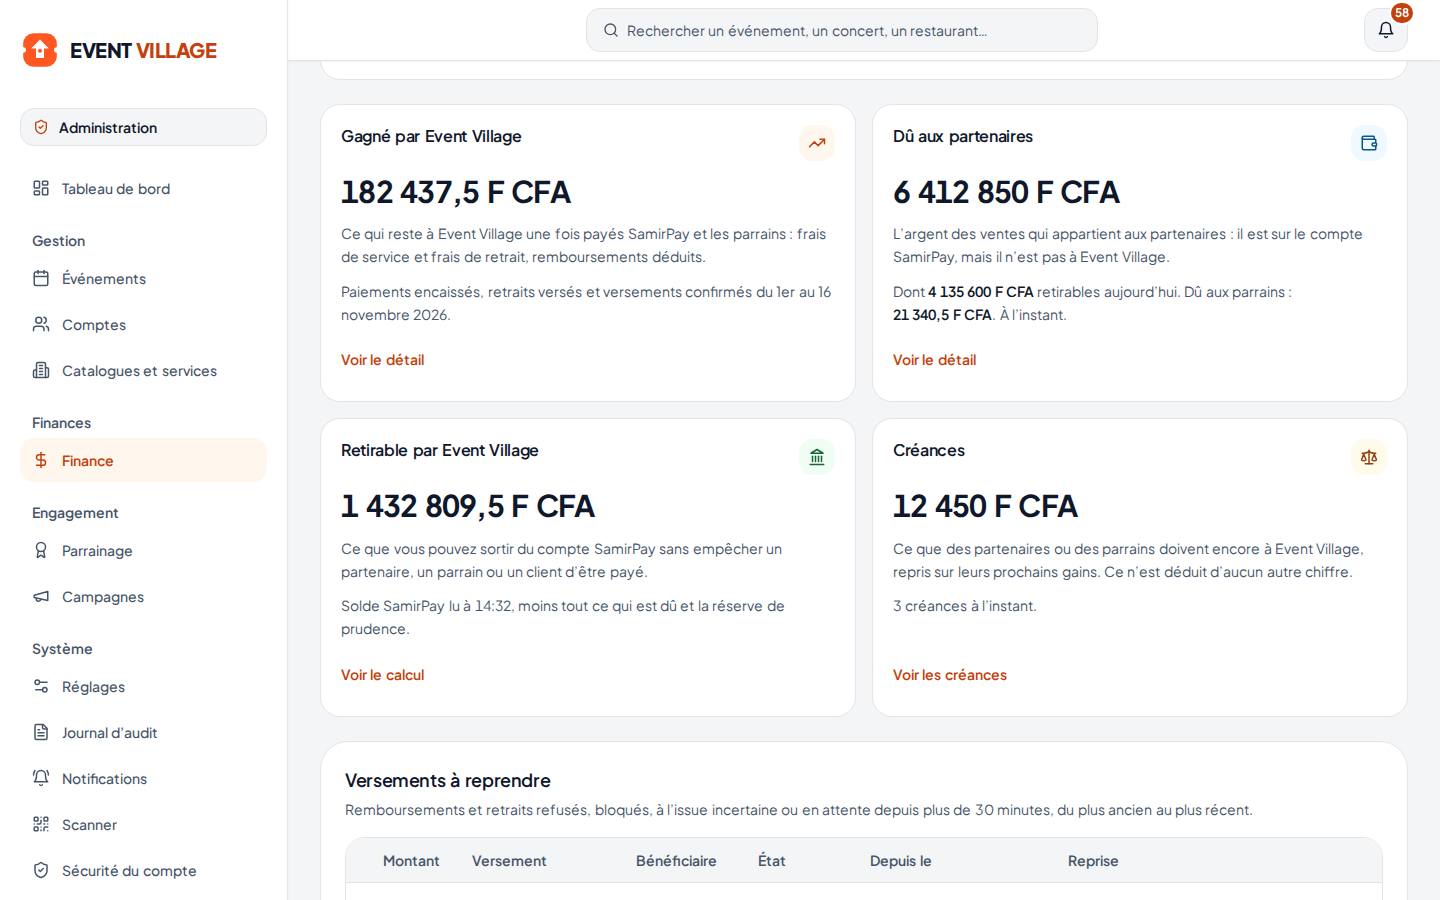 EVENT VILLAGE
Rechercher un événement, un concert, un restaurant...
58
Administration
Tableau de bord
Gestion
Événements
Comptes
Catalogues et services
Finances
Finance
Engagement
Parrainage
Campagnes
Système
Réglages
Journal d’audit
Notifications
Scanner
Sécurité du compte
Gagné par Event Village
182 437,5 F CFA
Ce qui reste à Event Village une fois payés SamirPay et les parrains : frais
de service et frais de retrait, remboursements déduits.
Paiements encaissés, retraits versés et versements confirmés du 1er au 16
novembre 2026.
Voir le détail
Dû aux partenaires
6 412 850 F CFA
L’argent des ventes qui appartient aux partenaires : il est sur le compte
SamirPay, mais il n’est pas à Event Village.
Dont 4 135 600 F CFA retirables aujourd’hui. Dû aux parrains :
21 340,5 F CFA. À l’instant.
Voir le détail
Retirable par Event Village
1 432 809,5 F CFA
Ce que vous pouvez sortir du compte SamirPay sans empêcher un
partenaire, un parrain ou un client d’être payé.
Solde SamirPay lu à 14:32, moins tout ce qui est dû et la réserve de
prudence.
Voir le calcul
Créances
12 450 F CFA
Ce que des partenaires ou des parrains doivent encore à Event Village,
repris sur leurs prochains gains. Ce n’est déduit d’aucun autre chiffre.
3 créances à l’instant.
Voir les créances
Versements à reprendre
Remboursements et retraits refusés, bloqués, à l’issue incertaine ou en attente depuis plus de 30 minutes, du plus ancien au plus récent.
Montant Versement Bénéficiaire État Depuis le Reprise